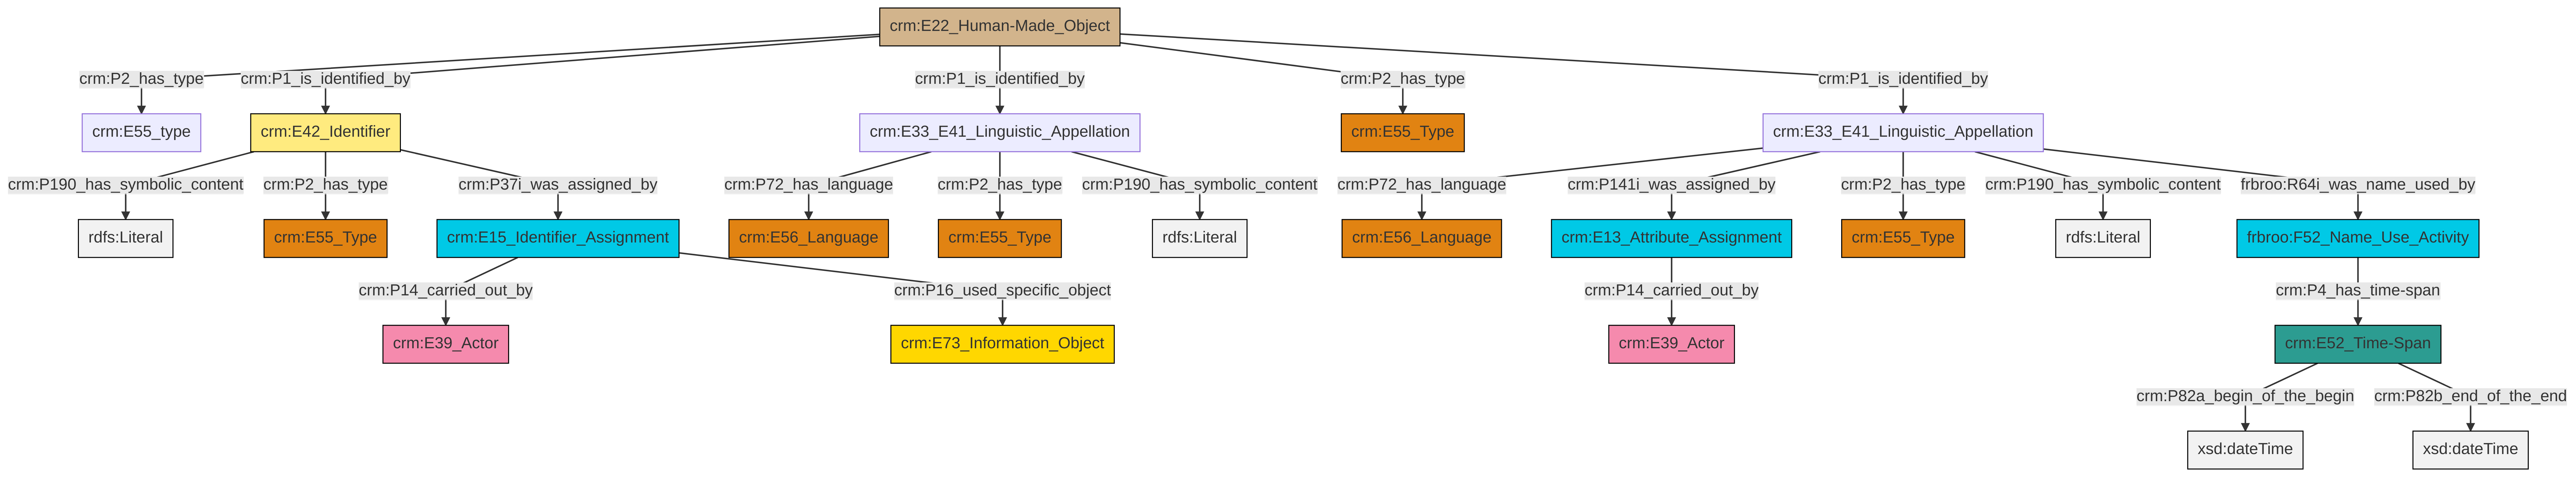 crm:E22_Human-Made_Object
crm:P2_has_type
crm:P1_is_identified_by
crm:P1_is_identified_by
crm:P2_has_type
crm:P1_is_identified_by
crm:E55_type
crm:E42_Identifier
crm:E33_E41_Linguistic_Appellation
crm:E55_Type
crm:E33_E41_Linguistic_Appellation
crm:P190_has_symbolic_content
crm:P2_has_type
crm:P37i_was_assigned_by
crm:P72_has_language
crm:P2_has_type
crm:P190_has_symbolic_content
crm:P72_has_language
crm:P141i_was_assigned_by
crm:P2_has_type
crm:P190_has_symbolic_content
frbroo:R64i_was_name_used_by
rdfs:Literal
crm:E55_Type
crm:E15_Identifier_Assignment
crm:E56_Language
crm:E55_Type
rdfs:Literal
crm:E56_Language
crm:E13_Attribute_Assignment
crm:E55_Type
rdfs:Literal
frbroo:F52_Name_Use_Activity
crm:P14_carried_out_by
crm:P16_used_specific_object
crm:P14_carried_out_by
crm:P4_has_time-span
crm:E39_Actor
crm:E73_Information_Object
crm:E39_Actor
crm:E52_Time-Span
crm:P82a_begin_of_the_begin
crm:P82b_end_of_the_end
xsd:dateTime
xsd:dateTime